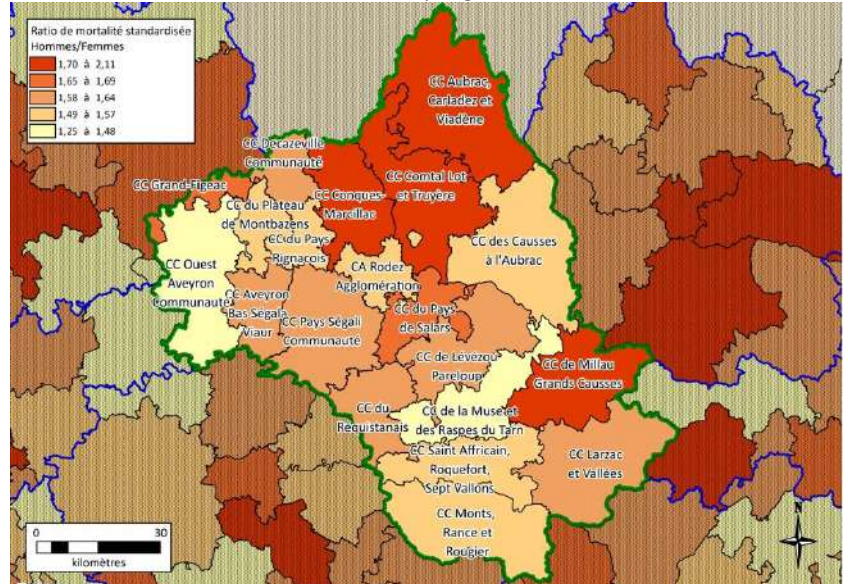 Ratio de mortalité standardisée
Hommes/Femmes
1,70 à 2,11
1,65 à 1,69
1,58 à 1,64
1,49 à 1,57
1,25 à 1,48
CC Aubrac,
Carladez et
Viadène
CC Decazeville
Communauté
CC Grand-Figeac
CC Conques-
Marcillac
CC Comtal Lot
et Truyère
CC du Plateau
de Montbazens
CC du Pays
Rignacois
CC des Causses
à l'Aubrac
CC Ouest
Aveyron
Communauté
CA Rodez
Agglomération
CC Aveyron
Bas Ségala
Viaur
CC Pays Ségali
Communauté
CC du Pays
de Salars
CC de Lévézou
Pareloup
CC de Millau
Grands Causses
CC du
Réquistanais
CC de la Muse et
des Raspes du Tarn
CC Saint Affricain,
Roquefort,
Sept Vallons
CC Larzac
et Vallées
CC Monts,
Rance et
Rougier
0 30
kilomètres
N